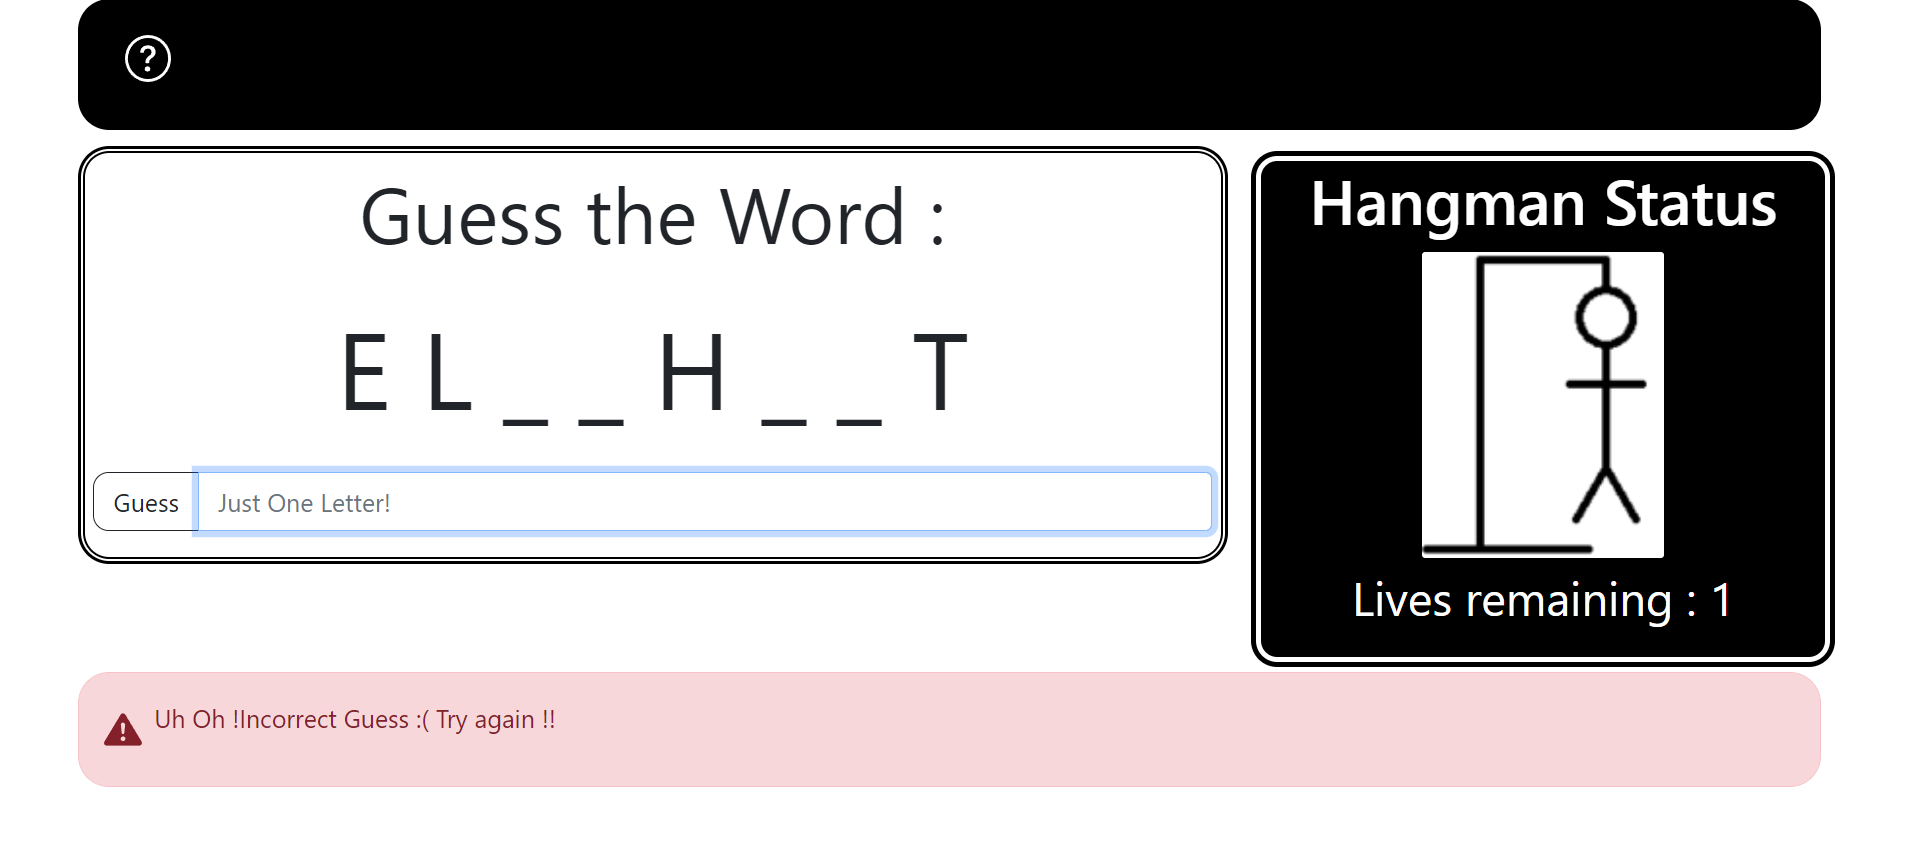 ?
Guess the Word :
E L _ _ H _ _ T
Guess
Just One Letter!
Hangman Status
Lives remaining : 1
Uh Oh !Incorrect Guess :( Try again !!